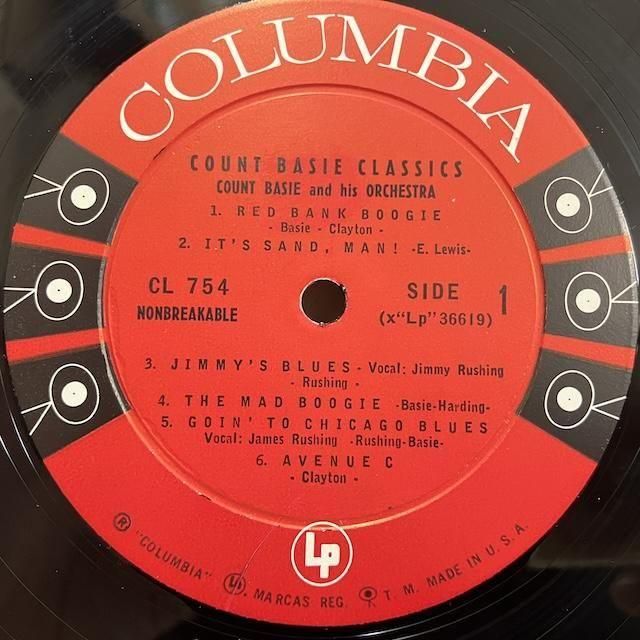 COLUMBIA
COUNT BASIE CLASSICS
COUNT BASIE and his ORCHESTRA
1. RED BANK BOOGIE
- Basie - Clayton -
2. IT'S SAND, MAN! -E. Lewis-
CL 754
NONBREAKABLE
SIDE 1
(x"Lp"36619)
3. JIMMY'S BLUES - Vocal: Jimmy Rushing
- Rushing -
4. THE MAD BOOGIE -Basie-Harding-
5. GOIN' TO CHICAGO BLUES
Vocal: James Rushing -Rushing-Basie-
6. AVENUE C
- Clayton -
Lp
® "COLUMBIA" Lp MARCAS REG. T. M. MADE IN U. S. A.